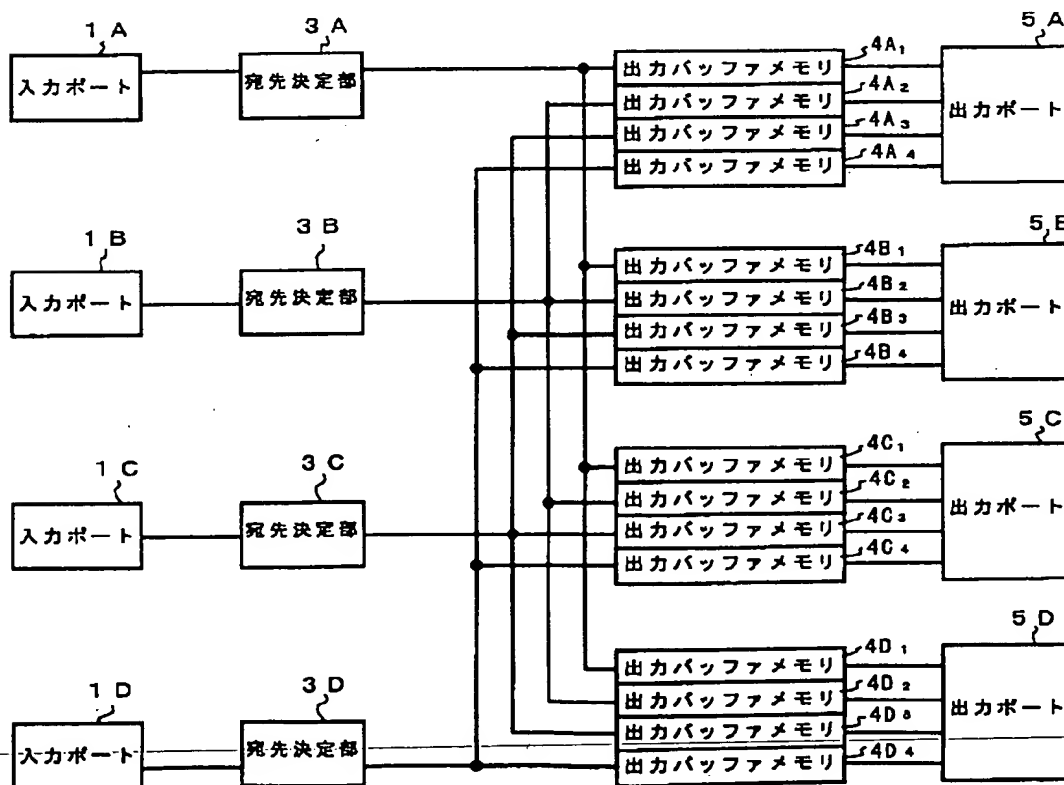 1A
3A
5A
入力ポート
宛先決定部
出力バッファメモリ
4A1
出力バッファメモリ
4A2
出力バッファメモリ
4A3
出力バッファメモリ
4A4
出力ポート
1B
3B
5B
入力ポート
宛先決定部
出力バッファメモリ
4B1
出力バッファメモリ
4B2
出力バッファメモリ
4B3
出力バッファメモリ
4B4
出力ポート
1C
3C
5C
入力ポート
宛先決定部
出力バッファメモリ
4C1
出力バッファメモリ
4C2
出力バッファメモリ
4C3
出力バッファメモリ
4C4
出力ポート
1D
3D
5D
入力ポート
宛先決定部
出力バッファメモリ
4D1
出力バッファメモリ
4D2
出力バッファメモリ
4D3
出力バッファメモリ
4D4
出力ポート